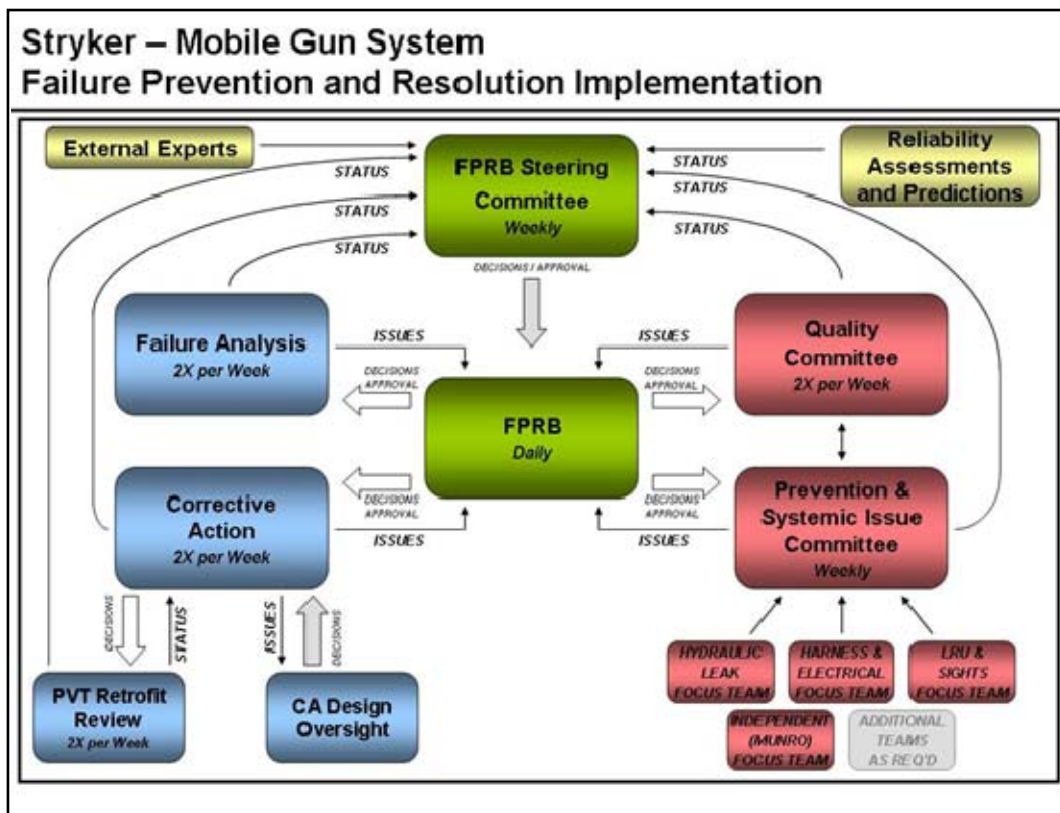 Stryker – Mobile Gun System
Failure Prevention and Resolution Implementation
External Experts
STATUS
STATUS
STATUS
FPRB Steering
Committee
Weekly
STATUS
STATUS
STATUS
Reliability
Assessments
and Predictions
DECISIONS / APPROVAL
Failure Analysis
2X per Week
ISSUES
DECISIONS
APPROVAL
ISSUES
DECISIONS
APPROVAL
Quality
Committee
2X per Week
FPRB
Daily
Corrective
Action
2X per Week
DECISIONS
APPROVAL
ISSUES
DECISIONS
APPROVAL
ISSUES
Prevention &
Systemic Issue
Committee
Weekly
DECISIONS
STATUS
ISSUES
DECISIONS
PVT Retrofit
Review
2X per Week
CA Design
Oversight
HYDRAULIC
LEAK
FOCUS TEAM
HARNESS &
ELECTRICAL
FOCUS TEAM
LRU &
SIGHTS
FOCUS TEAM
INDEPENDENT
(MUNRO)
FOCUS TEAM
ADDITIONAL
TEAMS
AS REQ'D